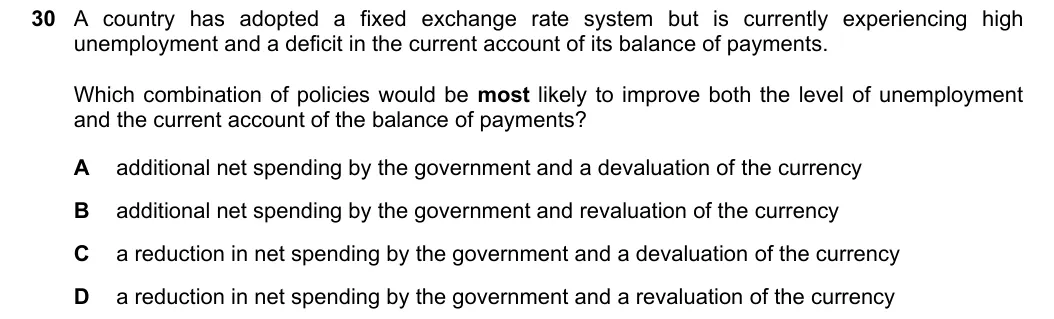 30 A country has adopted a fixed exchange rate system but is currently experiencing high
unemployment and a deficit in the current account of its balance of payments.
Which combination of policies would be most likely to improve both the level of unemployment
and the current account of the balance of payments?
A additional net spending by the government and a devaluation of the currency
B additional net spending by the government and revaluation of the currency
C a reduction in net spending by the government and a devaluation of the currency
D a reduction in net spending by the government and a revaluation of the currency